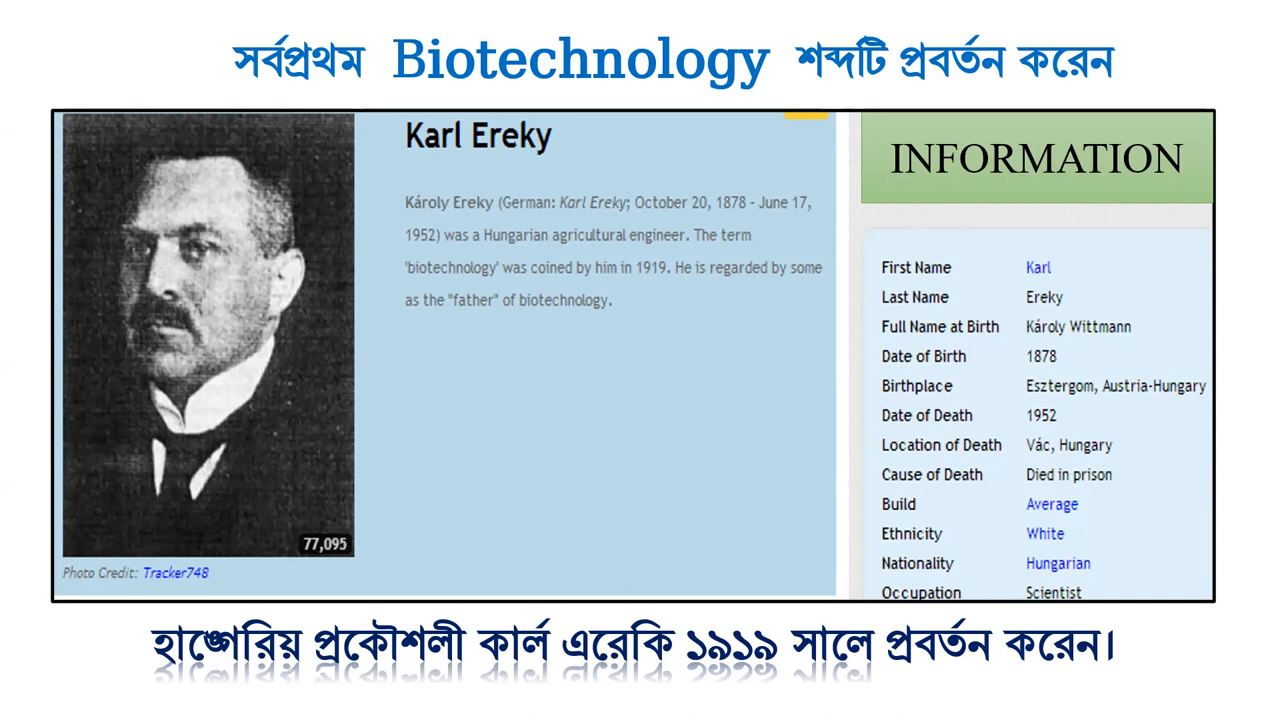 সর্বপ্রথম Biotechnology শব্দটি প্রবর্তন করেন
Karl Ereky
Károly Ereky (German: Karl Ereky; October 20, 1878 - June 17,
1952) was a Hungarian agricultural engineer. The term
'biotechnology' was coined by him in 1919. He is regarded by some
as the "father" of biotechnology.
77,095
Photo Credit: Tracker748
INFORMATION
First Name Karl
Last Name Ereky
Full Name at Birth Károly Wittmann
Date of Birth 1878
Birthplace Esztergom, Austria-Hungary
Date of Death 1952
Location of Death Vác, Hungary
Cause of Death Died in prison
Build Average
Ethnicity White
Nationality Hungarian
Occupation Scientist
হাঙ্গেরিয় প্রকৌশলী কার্ল এরেকি ১৯১৯ সালে প্রবর্তন করেন।